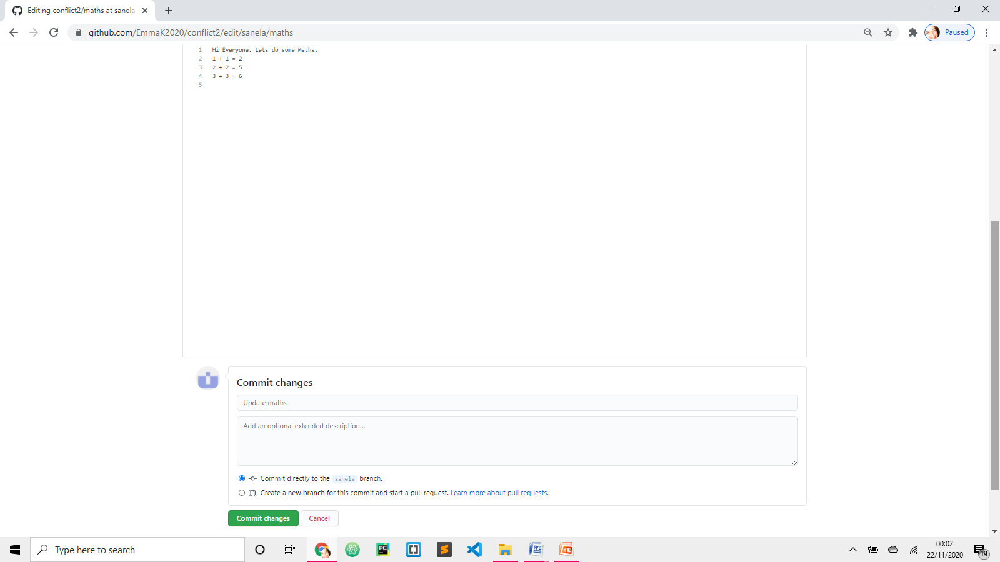 Editing conflict2/maths at sanela
github.com/EmmaK2020/conflict2/edit/sanela/maths
Paused
1 Hi Everyone. Lets do some Maths.
2 1 + 1 = 2
3 2 + 2 = 5
4 3 + 3 = 6
5
Commit changes
Update maths
Add an optional extended description...
Commit directly to the sanela branch.
Create a new branch for this commit and start a pull request. Learn more about pull requests.
Commit changes Cancel
Type here to search
PC
W
00:02
22/11/2020
19